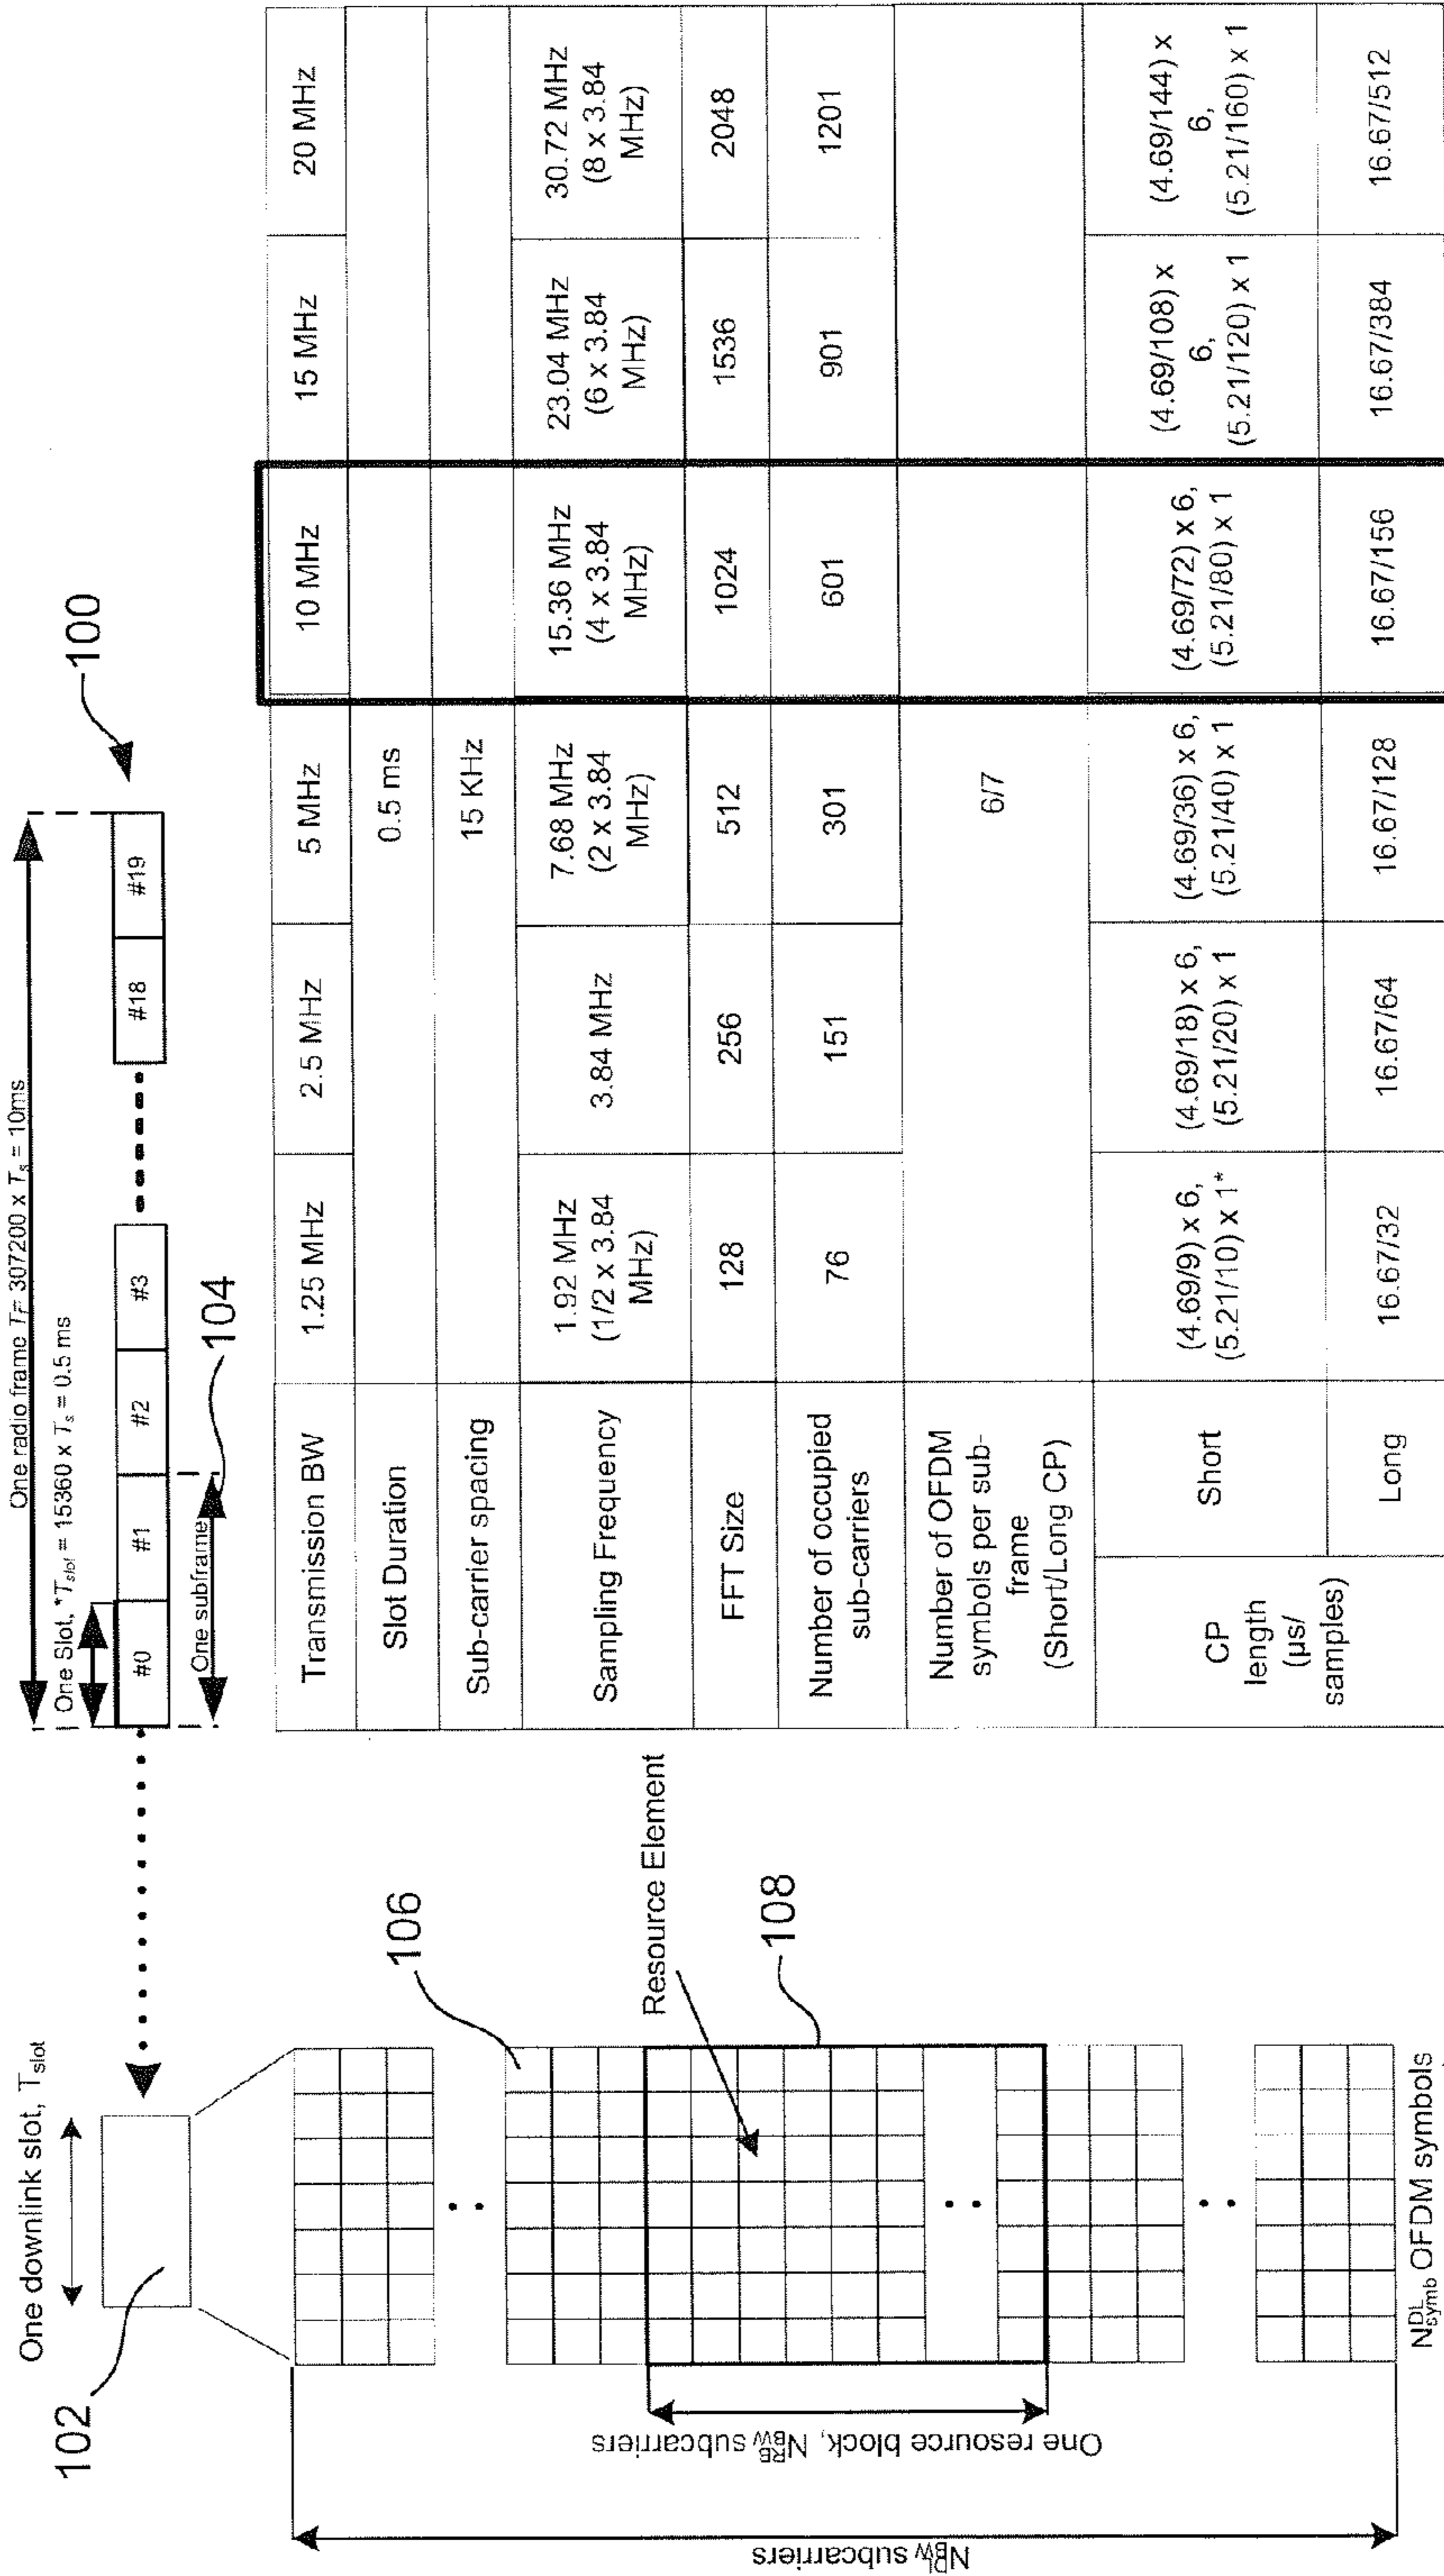 One radio frame T_F= 307200 x T_s = 10ms
One Slot, *T_slot = 15360 x T_s = 0.5 ms
#0
#1
#2
#3
#18
#19
100
One subframe
104
One downlink slot, T_slot
102
106
Resource Element
108
One resource block, N_BW^RB subcarriers
N_BW^DL subcarriers
N_symb^DL OFDM symbols
Transmission BW
1.25 MHz
2.5 MHz
5 MHz
10 MHz
15 MHz
20 MHz
Slot Duration
0.5 ms
Sub-carrier spacing
15 KHz
Sampling Frequency
1.92 MHz
(1/2 x 3.84
MHz)
3.84 MHz
7.68 MHz
(2 x 3.84
MHz)
15.36 MHz
(4 x 3.84
MHz)
23.04 MHz
(6 x 3.84
MHz)
30.72 MHz
(8 x 3.84
MHz)
FFT Size
128
256
512
1024
1536
2048
Number of occupied
sub-carriers
76
151
301
601
901
1201
Number of OFDM
symbols per sub-
frame
(Short/Long CP)
6/7
CP
length
(µs/
samples)
Short
(4.69/9) x 6,
(5.21/10) x 1*
(4.69/18) x 6,
(5.21/20) x 1
(4.69/36) x 6,
(5.21/40) x 1
(4.69/72) x 6,
(5.21/80) x 1
(4.69/108) x
6,
(5.21/120) x 1
(4.69/144) x
6,
(5.21/160) x 1
Long
16.67/32
16.67/64
16.67/128
16.67/156
16.67/384
16.67/512